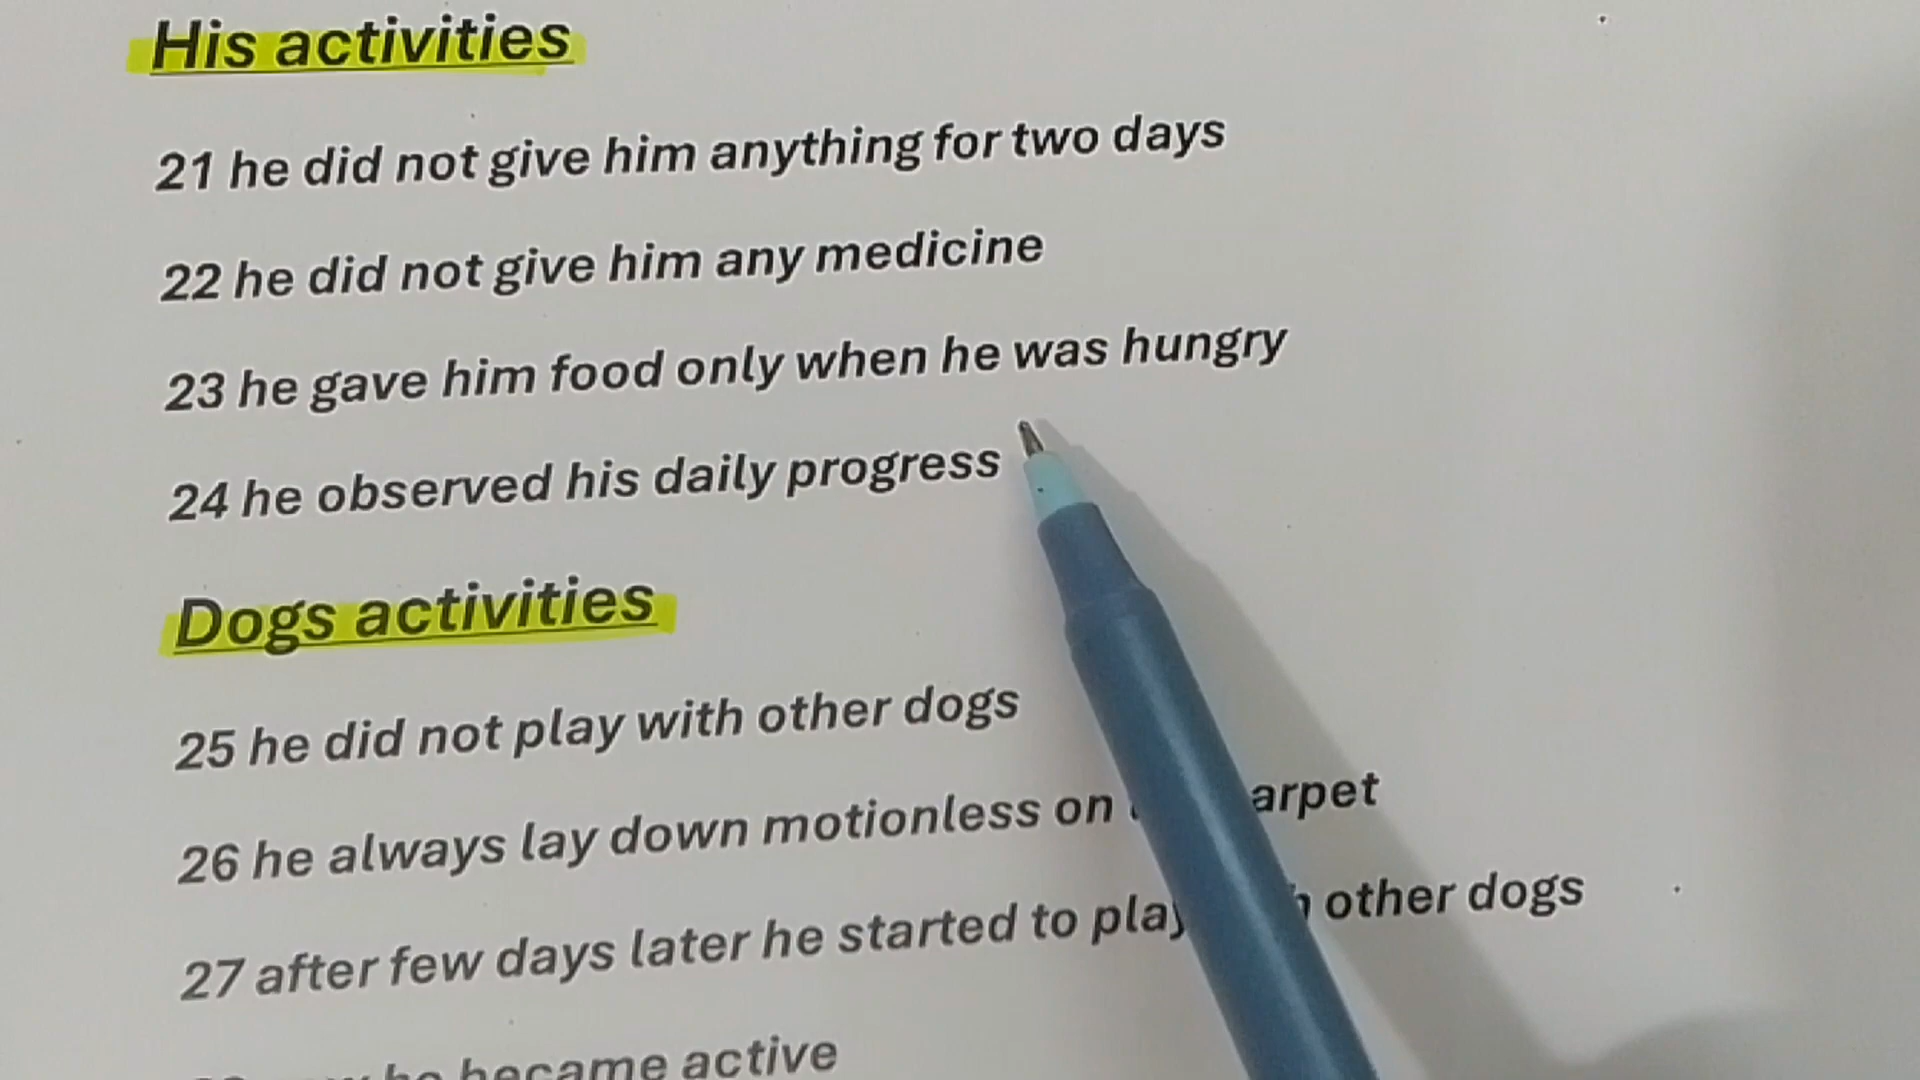 His activities
21 he did not give him anything for two days
22 he did not give him any medicine
23 he gave him food only when he was hungry
24 he observed his daily progress
Dogs activities
25 he did not play with other dogs
26 he always lay down motionless on
27 after few days later he started to play other dogs
he became active